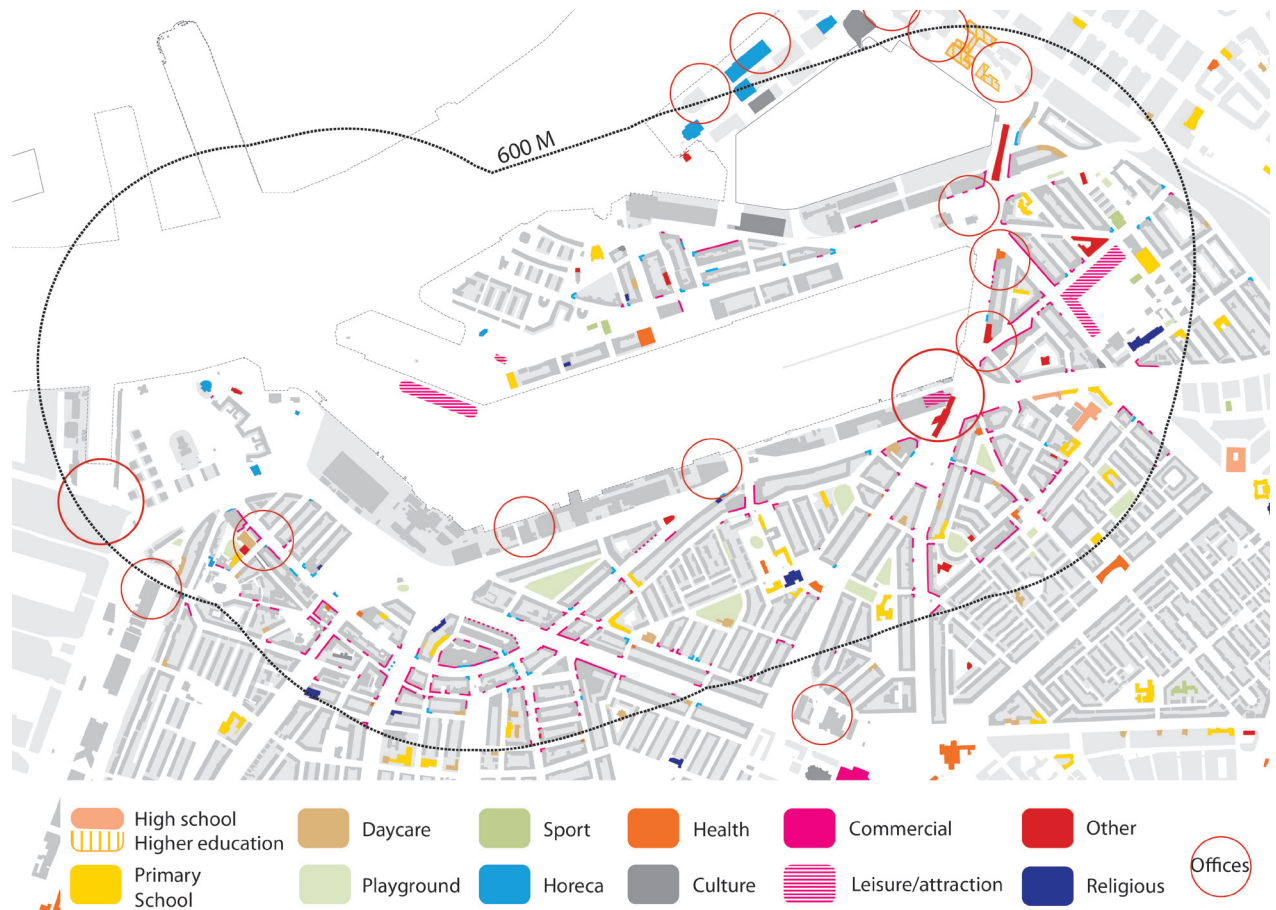 600 M
High school
Higher education
Primary
School
Daycare
Playground
Sport
Horeca
Health
Culture
Commercial
Leisure/attraction
Other
Religious
Offices